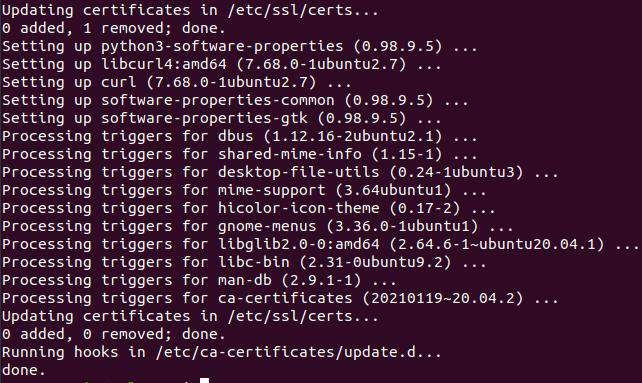 Updating certificates in /etc/ssl/certs...
0 added, 1 removed; done.
Setting up python3-software-properties (0.98.9.5) ...
Setting up libcurl4:amd64 (7.68.0-1ubuntu2.7) ...
Setting up curl (7.68.0-1ubuntu2.7) ...
Setting up software-properties-common (0.98.9.5) ...
Setting up software-properties-gtk (0.98.9.5) ...
Processing triggers for dbus (1.12.16-2ubuntu2.1) ...
Processing triggers for shared-mime-info (1.15-1) ...
Processing triggers for desktop-file-utils (0.24-1ubuntu3) ...
Processing triggers for mime-support (3.64ubuntu1) ...
Processing triggers for hicolor-icon-theme (0.17-2) ...
Processing triggers for gnome-menus (3.36.0-1ubuntu1) ...
Processing triggers for libglib2.0-0:amd64 (2.64.6-1~ubuntu20.04.1) ...
Processing triggers for libc-bin (2.31-0ubuntu9.2) ...
Processing triggers for man-db (2.9.1-1) ...
Processing triggers for ca-certificates (20210119~20.04.2) ...
Updating certificates in /etc/ssl/certs...
0 added, 0 removed; done.
Running hooks in /etc/ca-certificates/update.d...
done.